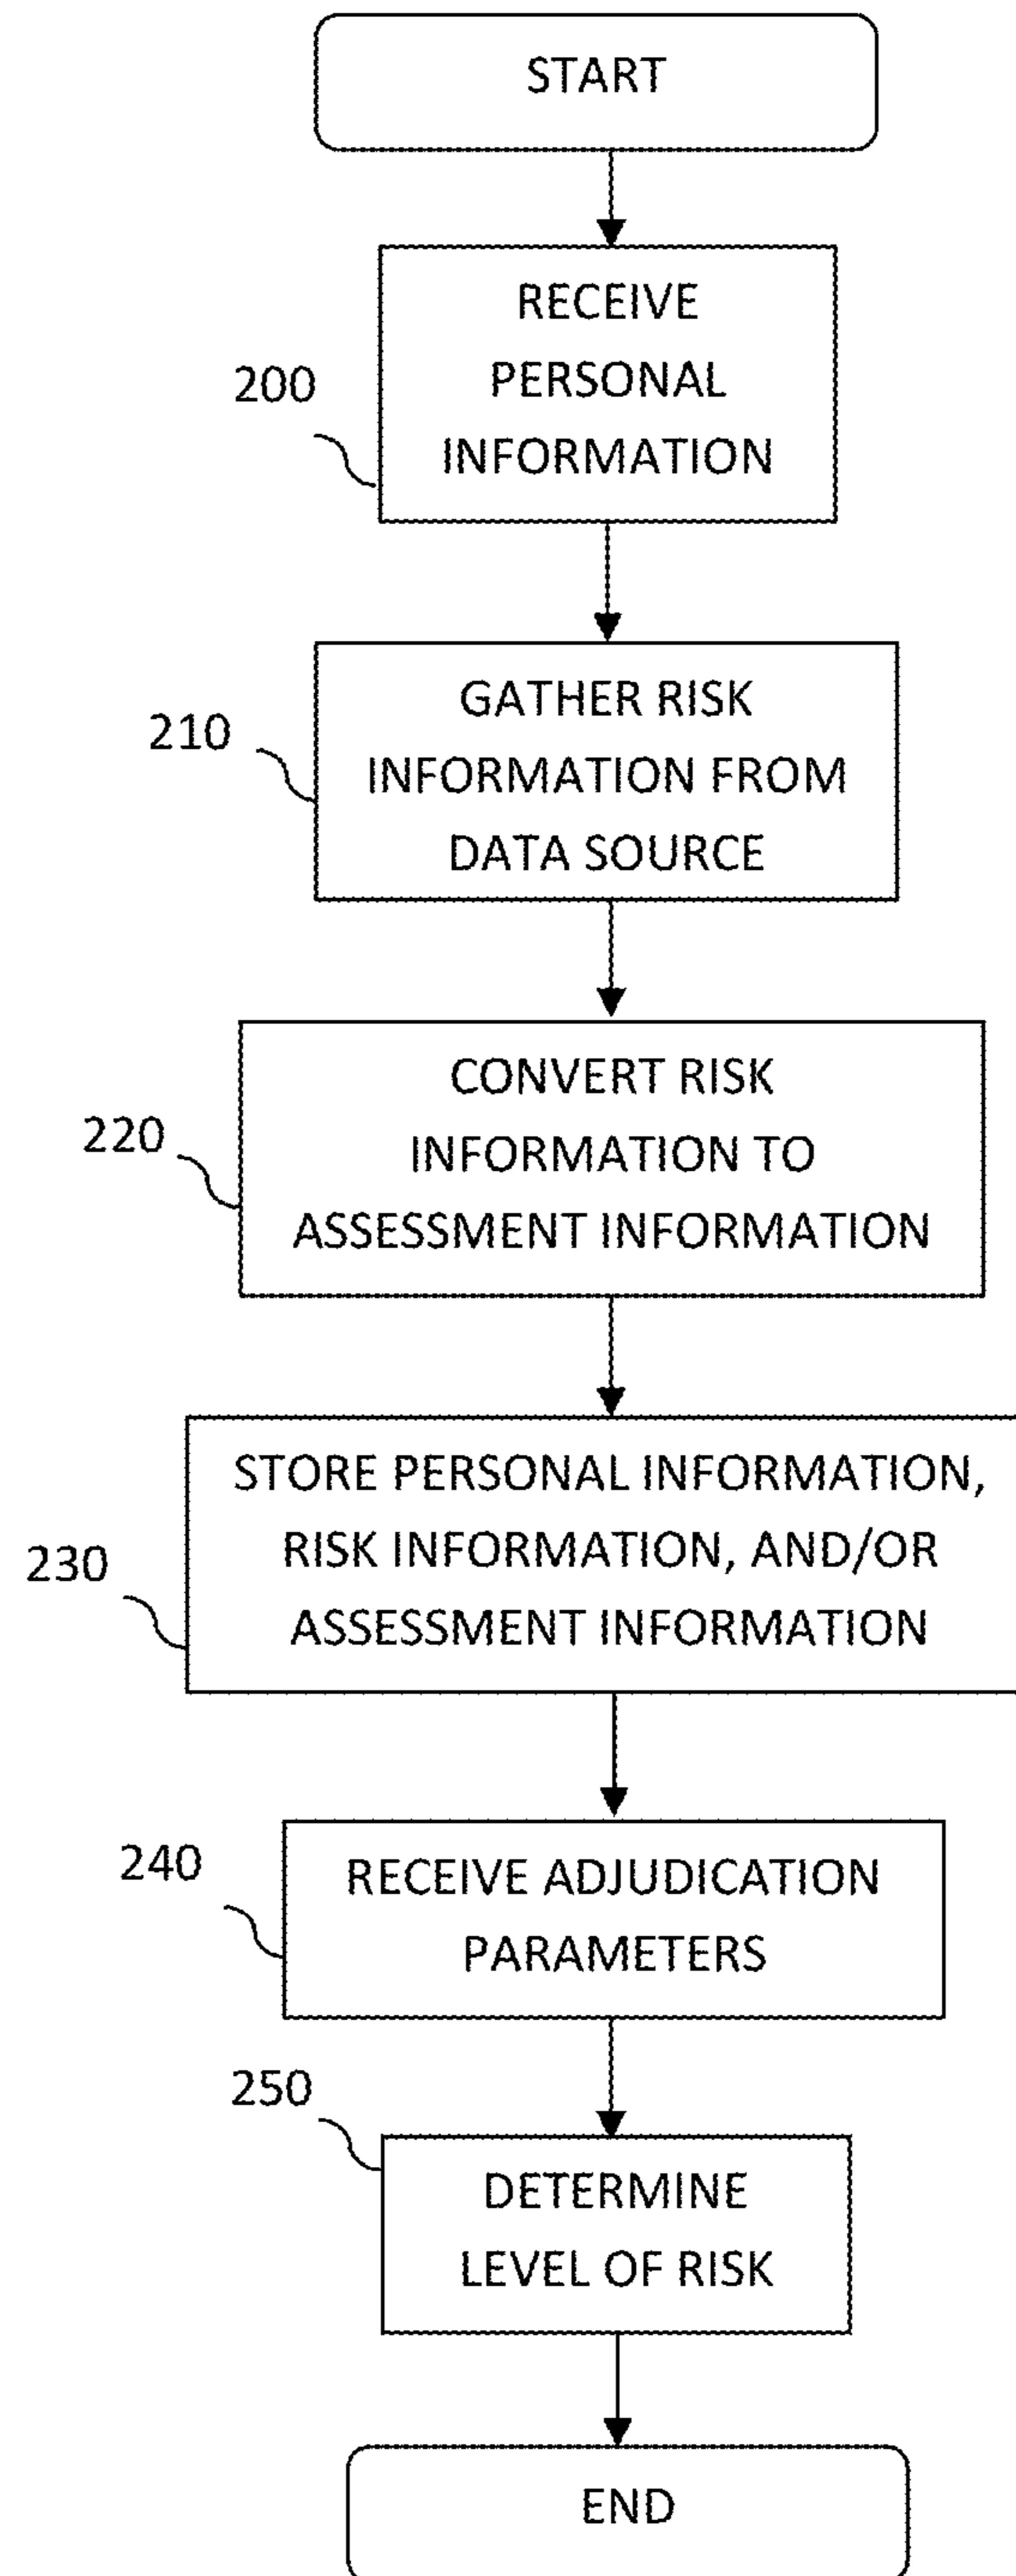 START
RECEIVE
PERSONAL
INFORMATION
200
GATHER RISK
INFORMATION FROM
DATA SOURCE
210
CONVERT RISK
INFORMATION TO
ASSESSMENT INFORMATION
220
STORE PERSONAL INFORMATION,
RISK INFORMATION, AND/OR
ASSESSMENT INFORMATION
230
RECEIVE ADJUDICATION
PARAMETERS
240
250
DETERMINE
LEVEL OF RISK
END